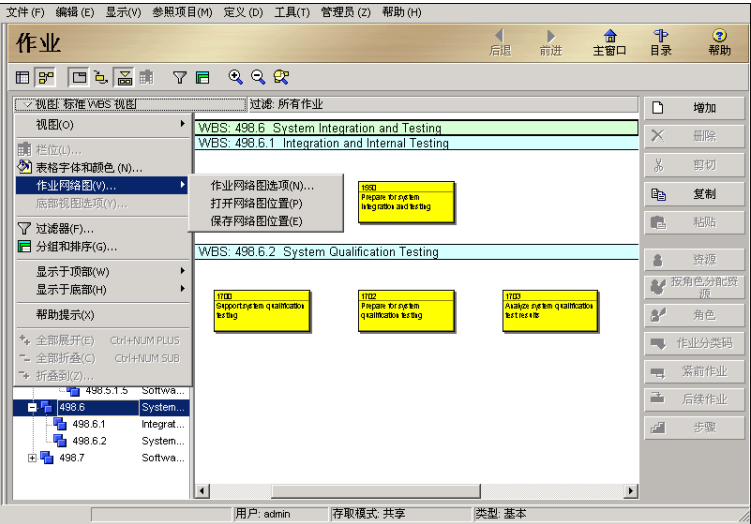 文件(F) 编辑(E) 显示(V) 参照项目(M) 定义(D) 工具(T) 管理员(Z) 帮助(H)
作业
后退 前进 主窗口 目录 帮助
视图: 标准 WBS 视图 过滤: 所有作业
视图(O)
栏位(L)...
表格字体和颜色(N)...
作业网络图(V)...
底部视图选项(Y)...
过滤器(F)...
分组和排序(G)...
显示于顶部(W)
显示于底部(H)
帮助提示(X)
全部展开(E) Ctrl+NUM PLUS
全部折叠(C) Ctrl+NUM SUB
折叠到(Z)...
作业网络图选项(N)...
打开网络图位置(P)
保存网络图位置(E)
498.5.1.5 Softwa...
498.6 System...
498.6.1 Integrat...
498.6.2 System...
498.7 Softwa...
WBS: 498.6 System Integration and Testing
WBS: 498.6.1 Integration and Internal Testing
1950
Prepare for system
integration and testing
WBS: 498.6.2 System Qualification Testing
1700
Support system qualification
testing
1702
Prepare for system
qualification testing
1703
Analyze system qualification
test results
增加
删除
剪切
复制
粘贴
资源
按角色分配资
源
角色
作业分类码
紧前作业
后续作业
步骤
用户: admin 存取模式: 共享 类型: 基本